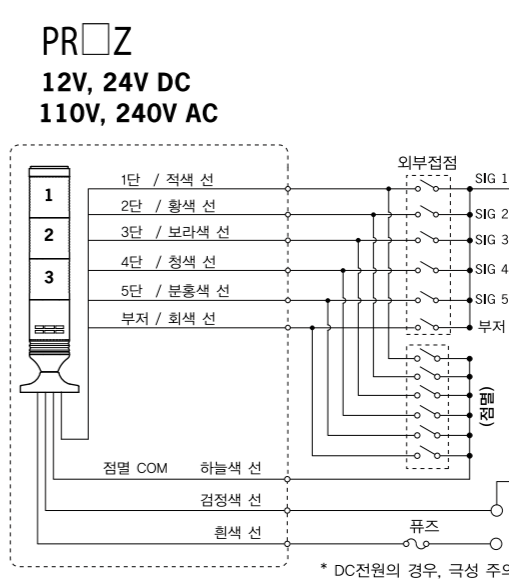 PR□Z
12V, 24V DC
110V, 240V AC
외부접점
1
2
3
1단 / 적색 선
SIG 1
2단 / 황색 선
SIG 2
3단 / 보라색 선
SIG 3
4단 / 청색 선
SIG 4
5단 / 분홍색 선
SIG 5
부저 / 회색 선
부저
(점멸)
점멸 COM 하늘색 선
검정색 선
흰색 선
퓨즈
* DC전원의 경우, 극성 주의